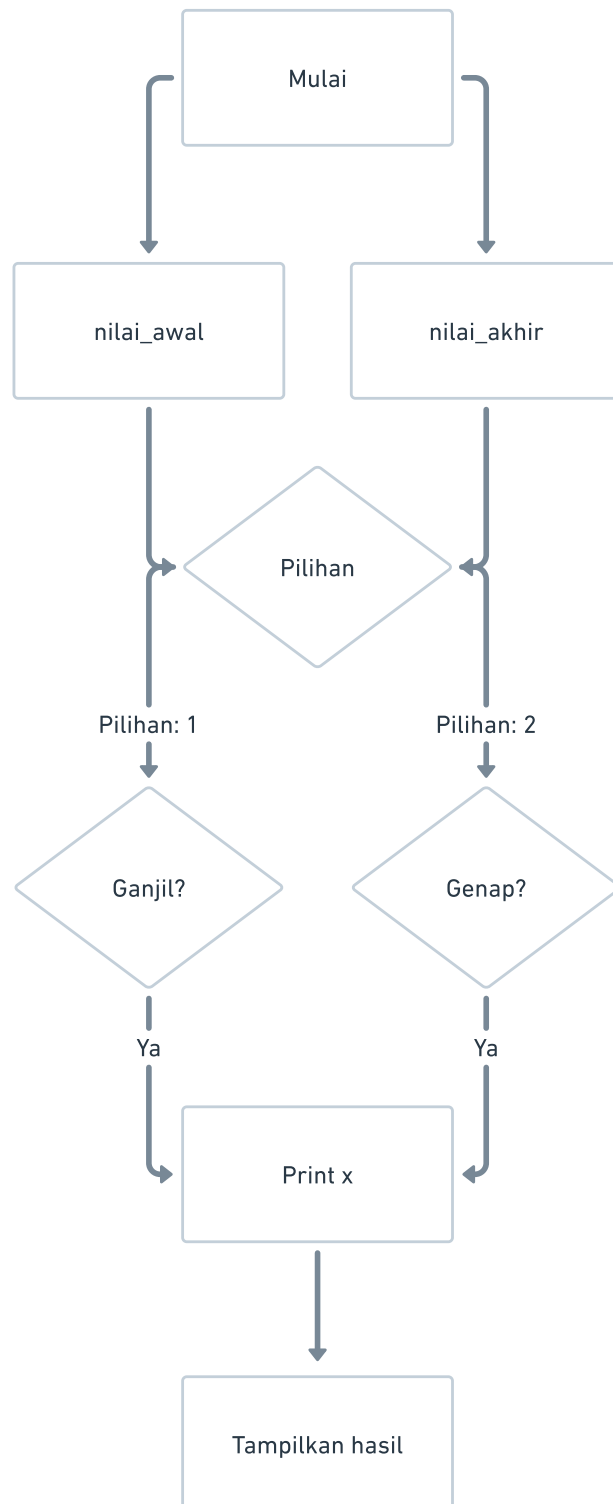 Mulai
nilai_awal
nilai_akhir
Pilihan
Pilihan: 1
Pilihan: 2
Ganjil?
Genap?
Ya
Ya
Print x
Tampilkan hasil